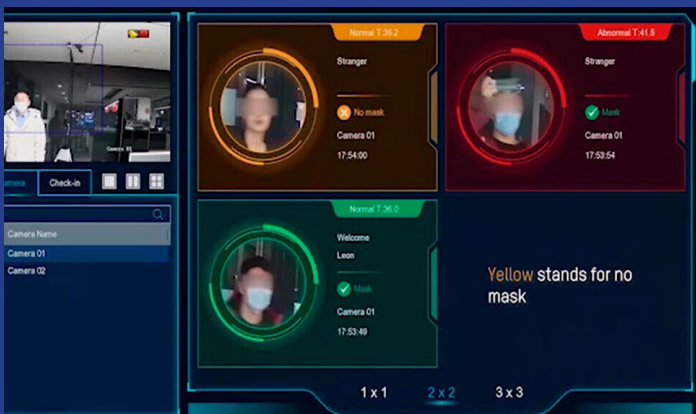 Camera 01
Check-in
Camera Name
Camera 01
Camera 02
Normal T:36.2
Stranger
No mask
Camera 01
17:54:00
Abnormal T:41.5
Stranger
Mask
Camera 01
17:53:54
Normal T:36.0
Welcome
Leon
Mask
Camera 01
17:53:49
Yellow stands for no
mask
1 x 1
2 x 2
3 x 3